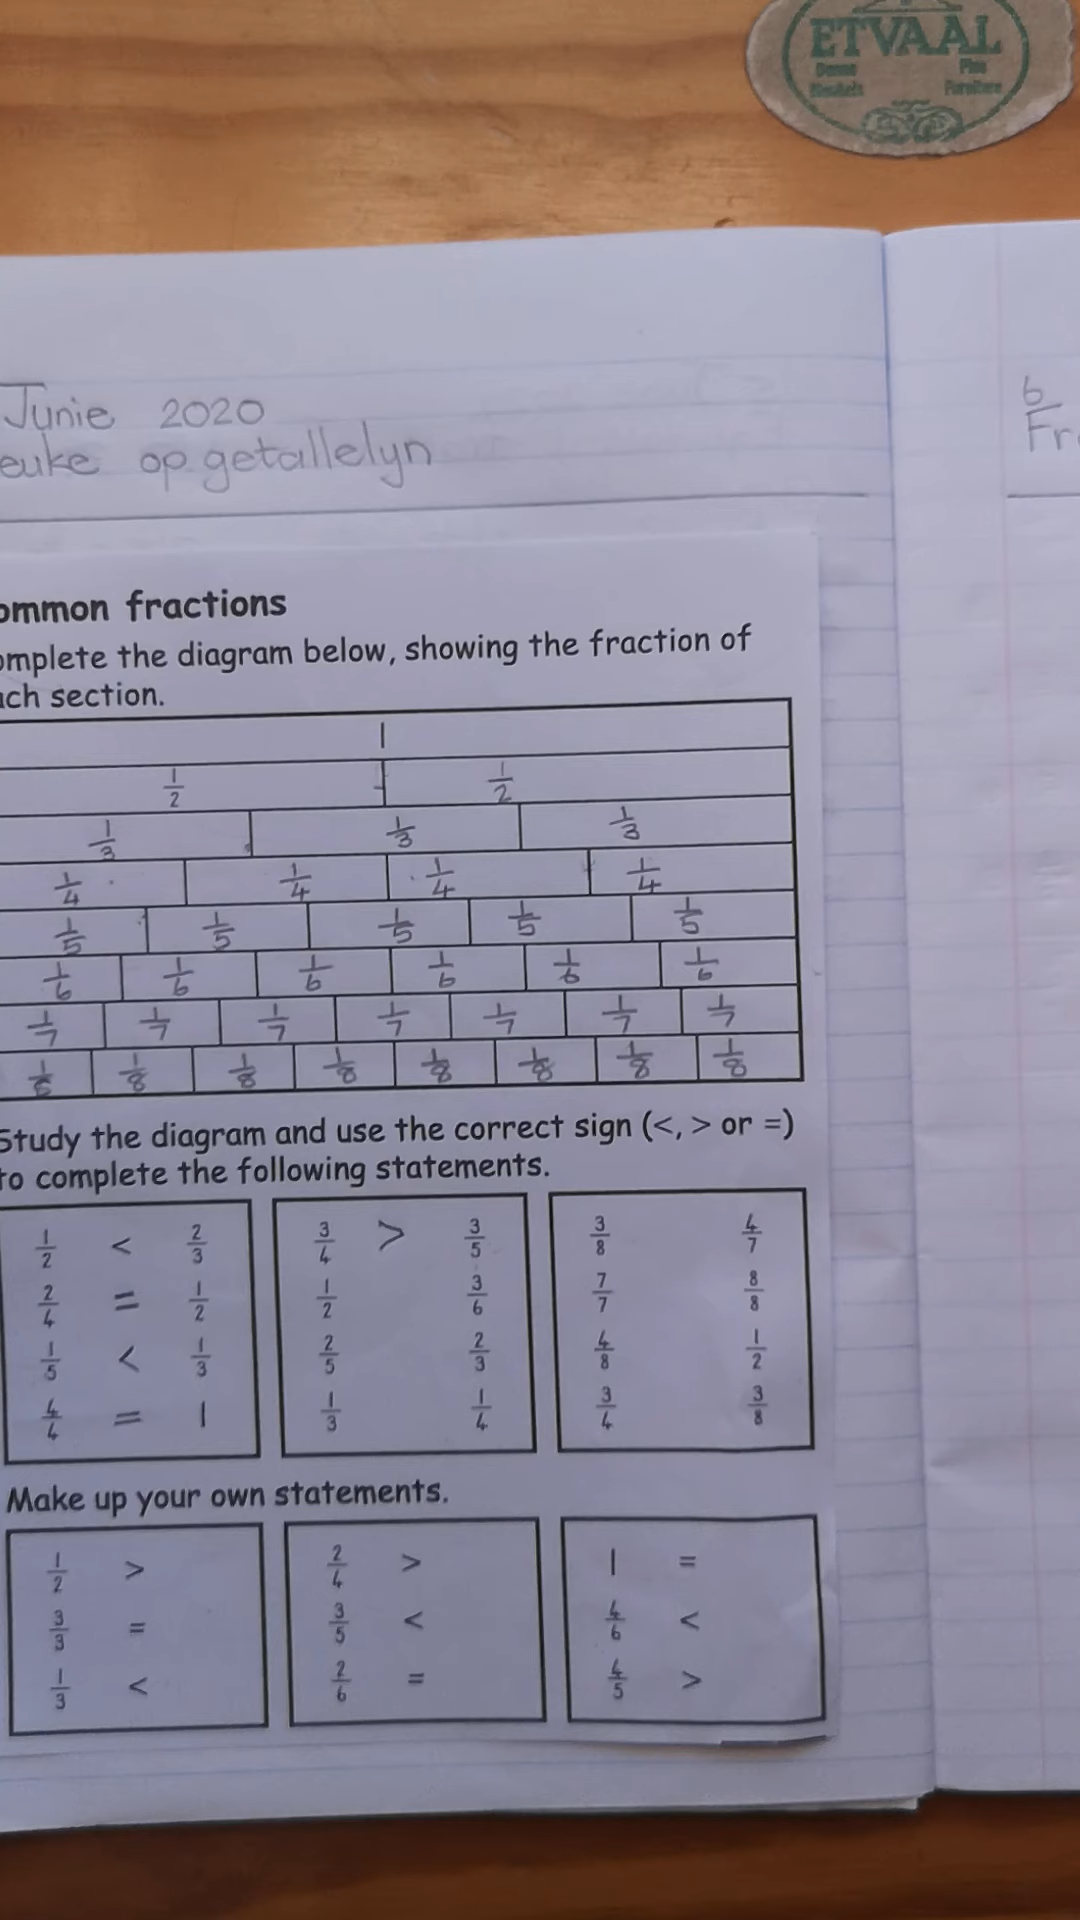 ETVAAL
Junie 2020
euke op getallelyn
6
Fr
ommon fractions
omplete the diagram below, showing the fraction of
ach section.
1
1/2 1/2
1/3 1/3 1/3
1/4 1/4 1/4 1/4
1/5 1/5 1/5 1/5 1/5
1/6 1/6 1/6 1/6 1/6 1/6
1/7 1/7 1/7 1/7 1/7 1/7 1/7
1/8 1/8 1/8 1/8 1/8 1/8 1/8 1/8
Study the diagram and use the correct sign (<, > or =)
to complete the following statements.
1/2 < 2/3
2/4 = 1/2
1/5 < 1/3
4/4 = 1
3/4 > 3/5
1/2 3/6
2/5 2/3
1/3 1/4
3/8 4/7
7/7 8/8
4/8 1/2
3/4 3/8
Make up your own statements.
1/2 >
3/3 =
1/3 <
2/4 >
3/5 <
2/6 =
1 =
4/6 <
4/5 >